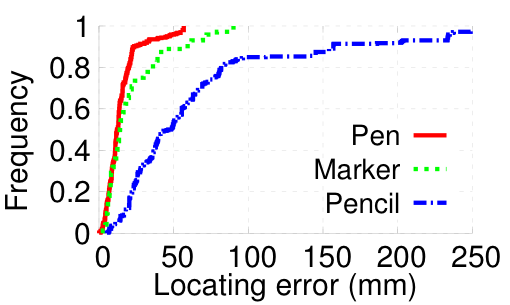 Frequency
1
0.8
0.6
0.4
0.2
0
Pen
Marker
Pencil
0 50 100 150 200 250
Locating error (mm)